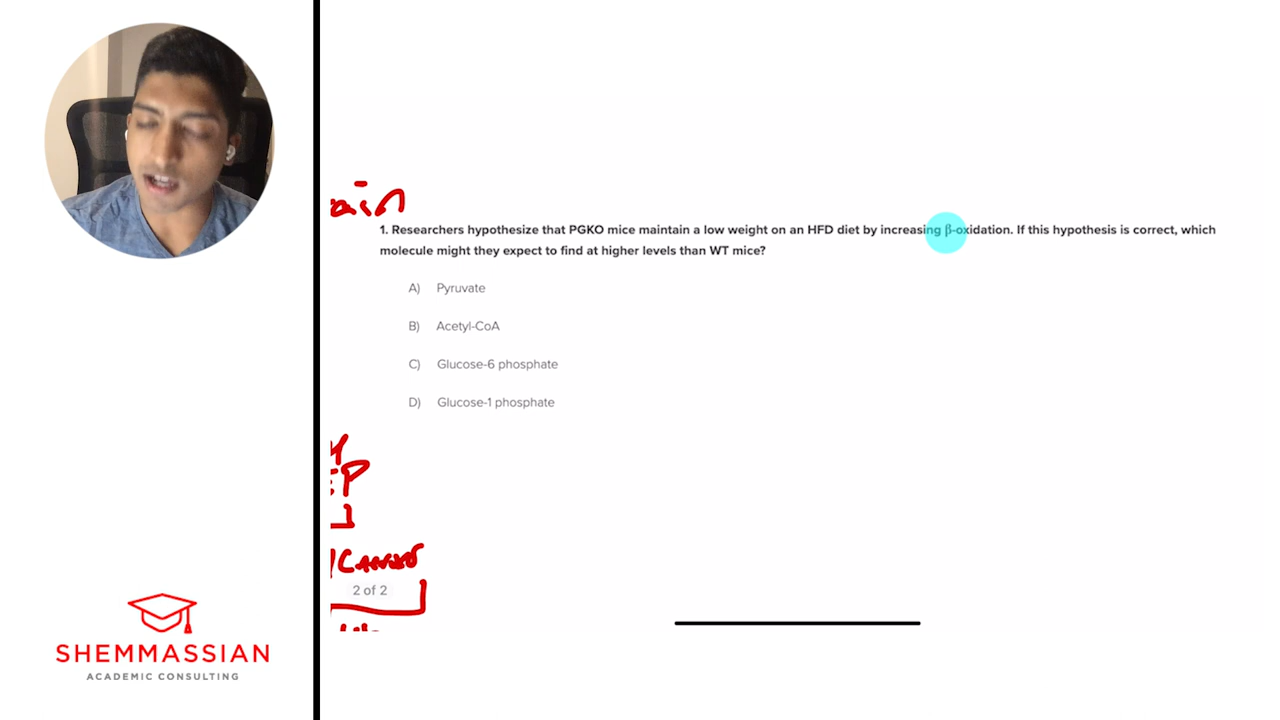 ain
1. Researchers hypothesize that PGKO mice maintain a low weight on an HFD diet by increasing β-oxidation. If this hypothesis is correct, which
molecule might they expect to find at higher levels than WT mice?
A) Pyruvate
B) Acetyl-CoA
C) Glucose-6 phosphate
D) Glucose-1 phosphate
2 of 2
SHEMMASSIAN
ACADEMIC CONSULTING